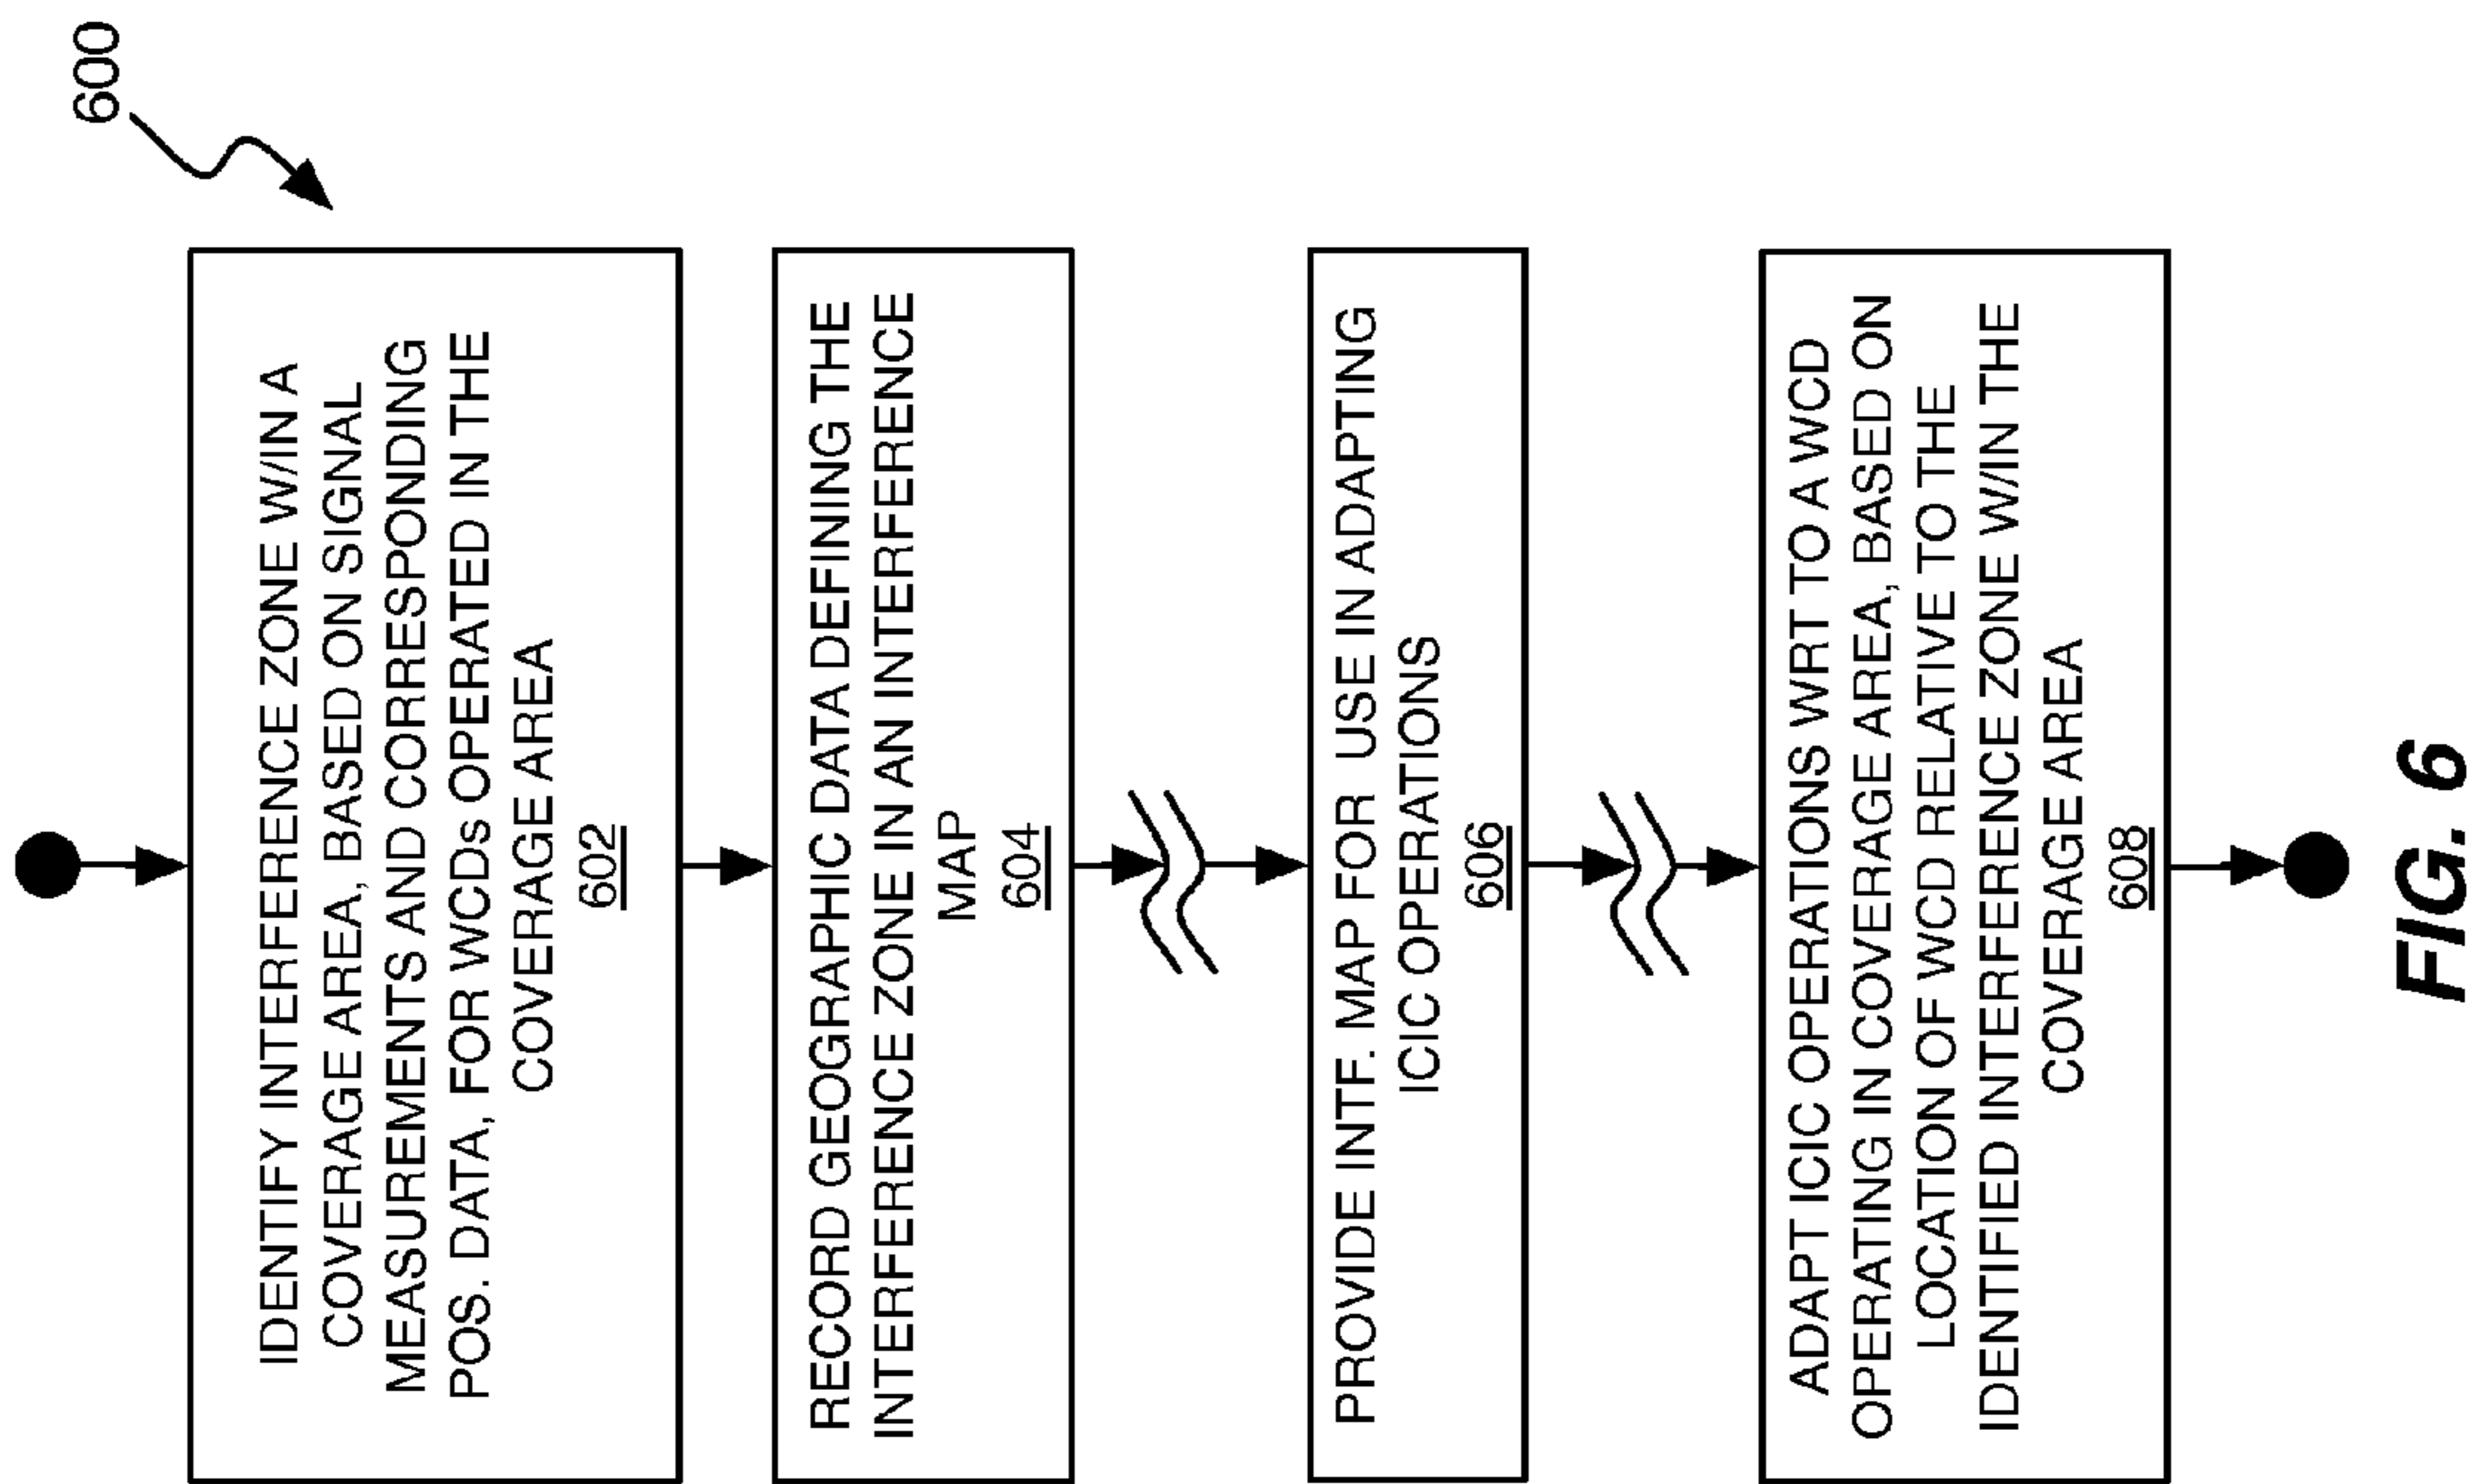 600
IDENTIFY INTERFERENCE ZONE W/IN A
COVERAGE AREA, BASED ON SIGNAL
MEASUREMENTS AND CORRESPONDING
POS. DATA, FOR WCDs OPERATED IN THE
COVERAGE AREA
602
RECORD GEOGRAPHIC DATA DEFINING THE
INTERFERENCE ZONE IN AN INTERFERENCE
MAP
604
PROVIDE INTF. MAP FOR USE IN ADAPTING
ICIC OPERATIONS
606
ADAPT ICIC OPERATIONS WRT TO A WCD
OPERATING IN COVERAGE AREA, BASED ON
LOCATION OF WCD RELATIVE TO THE
IDENTIFIED INTERFERENCE ZONE W/IN THE
COVERAGE AREA
608
FIG. 6